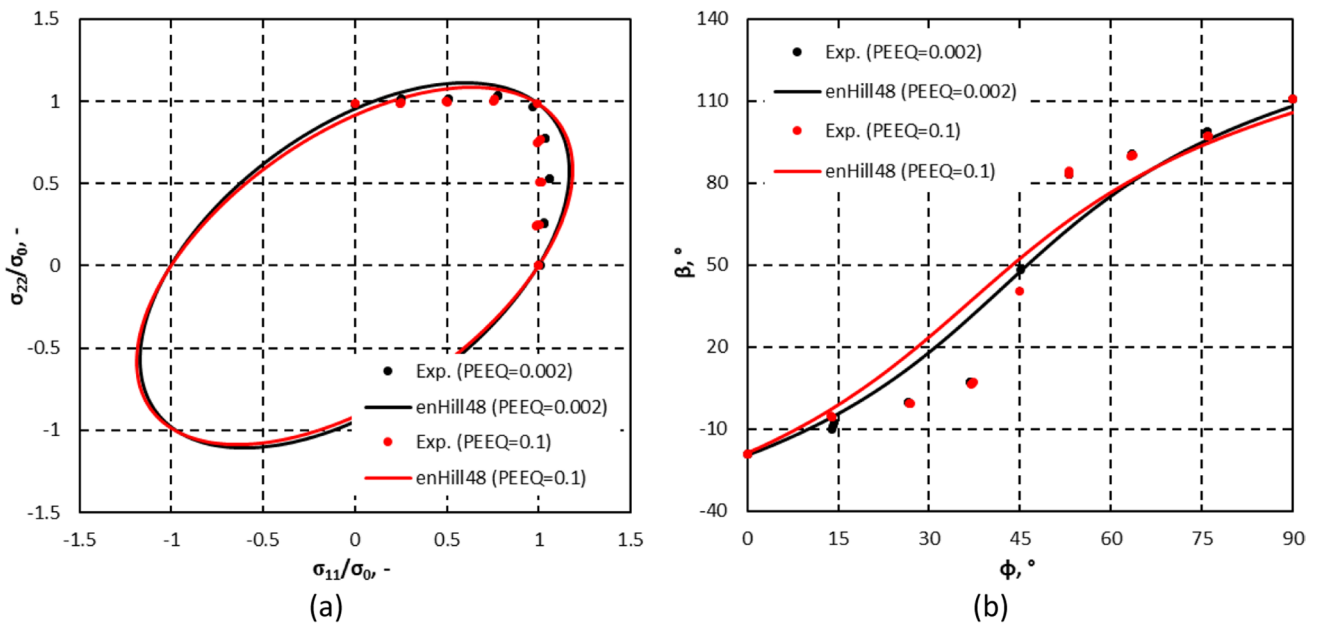 1.5
1
0.5
0
-0.5
-1
-1.5
-1.5
-1
-0.5
0
0.5
1
1.5
σ22/σ0, -
σ11/σ0, -
Exp. (PEEQ=0.002)
enHill48 (PEEQ=0.002)
Exp. (PEEQ=0.1)
enHill48 (PEEQ=0.1)
(a)
140
110
80
50
20
-10
-40
0
15
30
45
60
75
90
β, °
ϕ, °
Exp. (PEEQ=0.002)
enHill48 (PEEQ=0.002)
Exp. (PEEQ=0.1)
enHill48 (PEEQ=0.1)
(b)